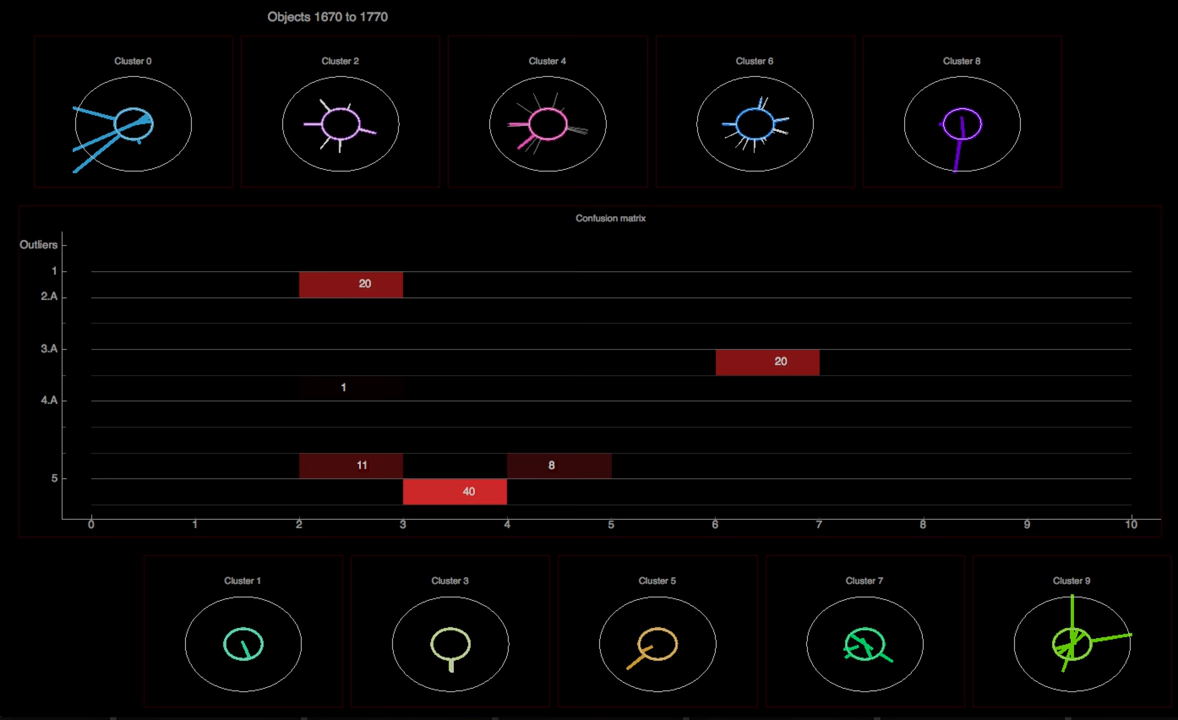 Objects 1670 to 1770
Cluster 0
Cluster 2
Cluster 4
Cluster 6
Cluster 8
Confusion matrix
Outliers
1
20
2.A
3.A
20
1
4.A
11
8
5
40
0 1 2 3 4 5 6 7 8 9 10
Cluster 1
Cluster 3
Cluster 5
Cluster 7
Cluster 9